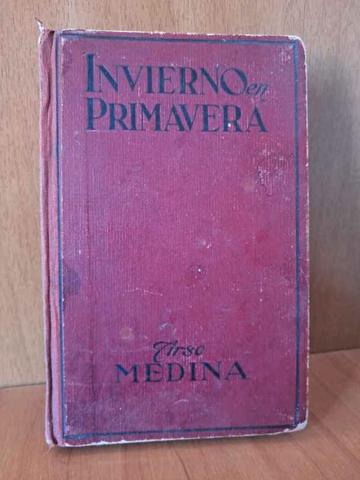 INVIERNO en
PRIMAVERA
Tirso
MEDINA